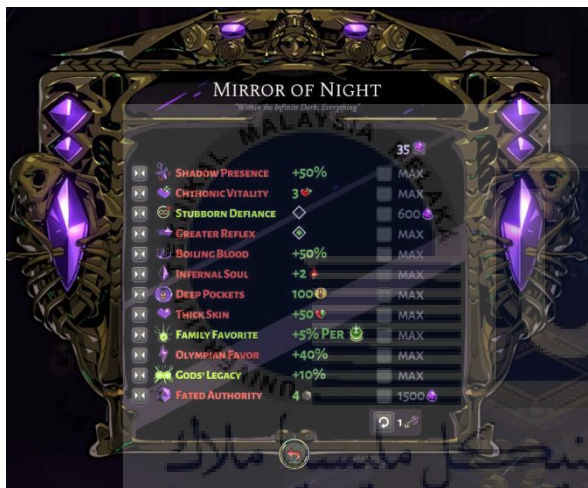 MIRROR OF NIGHT
"Within the Infinite Dark, Everything"
MALAYSIA
35
SHADOW PRESENCE +50% MAX
CHTHONIC VITALITY 3 MAX
STUBBORN DEFIANCE 600
GREATER REFLEX MAX
BOILING BLOOD +50% MAX
INFERNAL SOUL +2 MAX
DEEP POCKETS 100 MAX
THICK SKIN +50 MAX
FAMILY FAVORITE +5% PER MAX
OLYMPIAN FAVOR +40% MAX
GODS' LEGACY +10% MAX
FATED AUTHORITY 4 1500
1
مليسيا ملاك